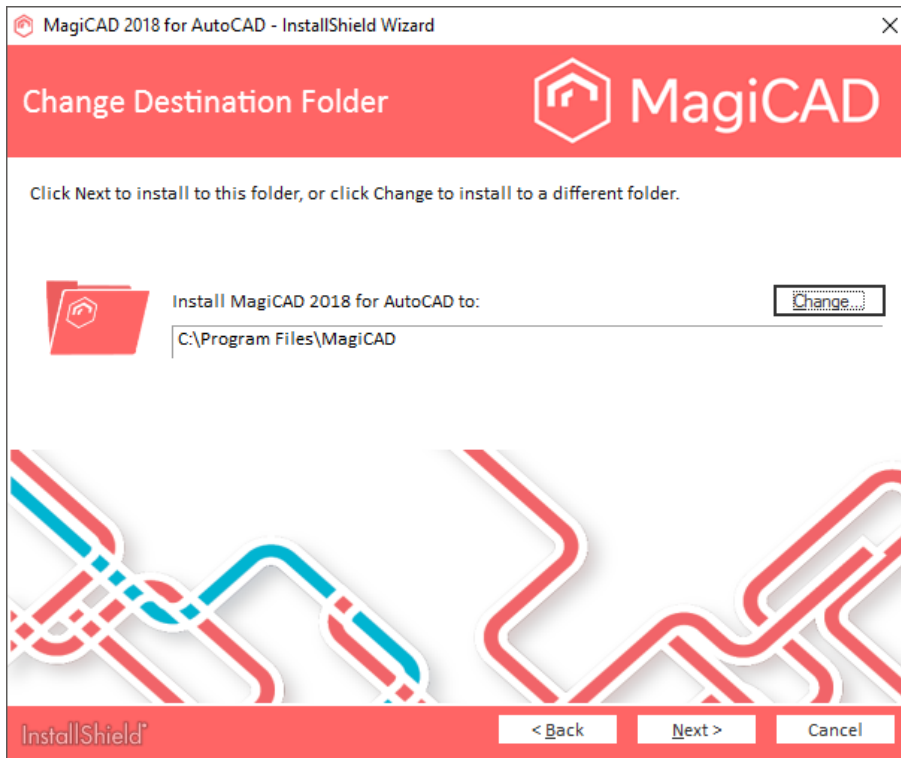 MagiCAD 2018 for AutoCAD - InstallShield Wizard
Change Destination Folder
MagiCAD
Click Next to install to this folder, or click Change to install to a different folder.
Install MagiCAD 2018 for AutoCAD to:
Change...
C:\Program Files\MagiCAD
InstallShield
< Back
Next >
Cancel